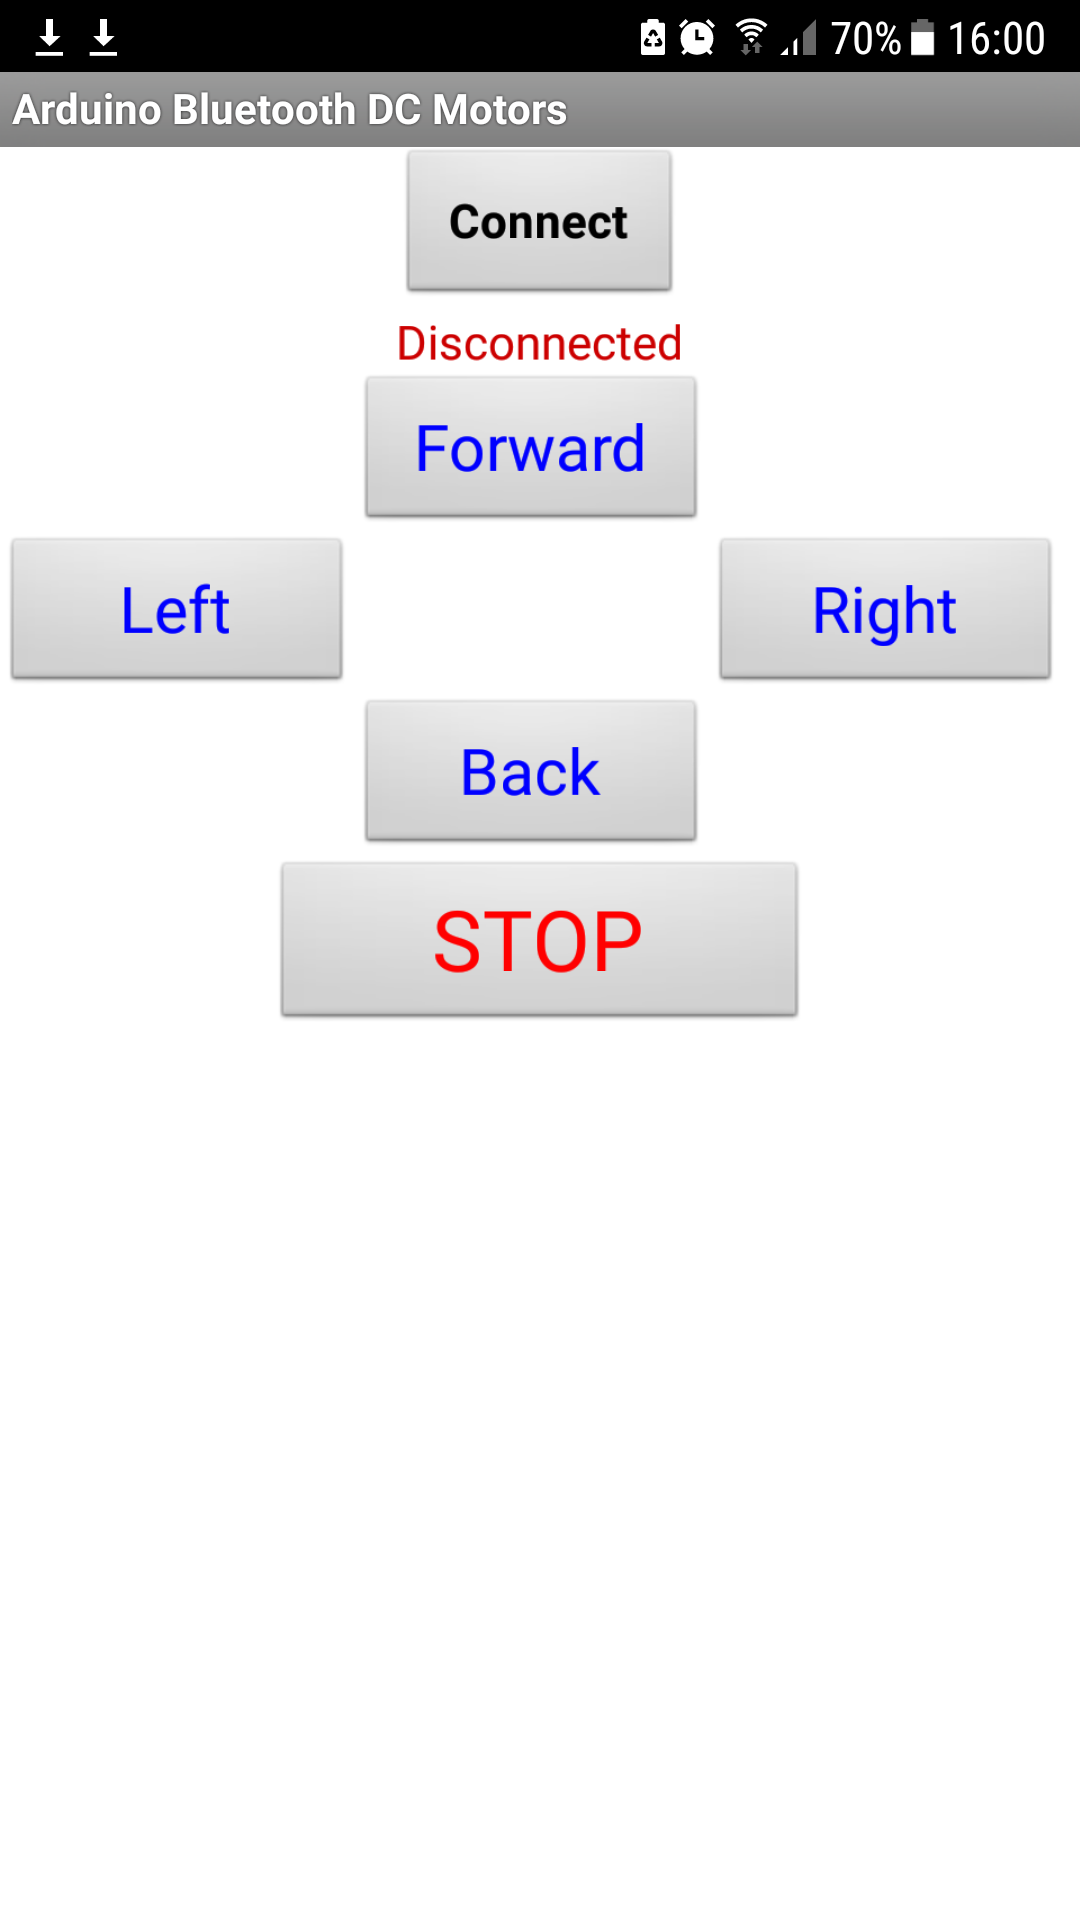 70% 16:00
Arduino Bluetooth DC Motors
Connect
Disconnected
Forward
Left Right
Back
STOP